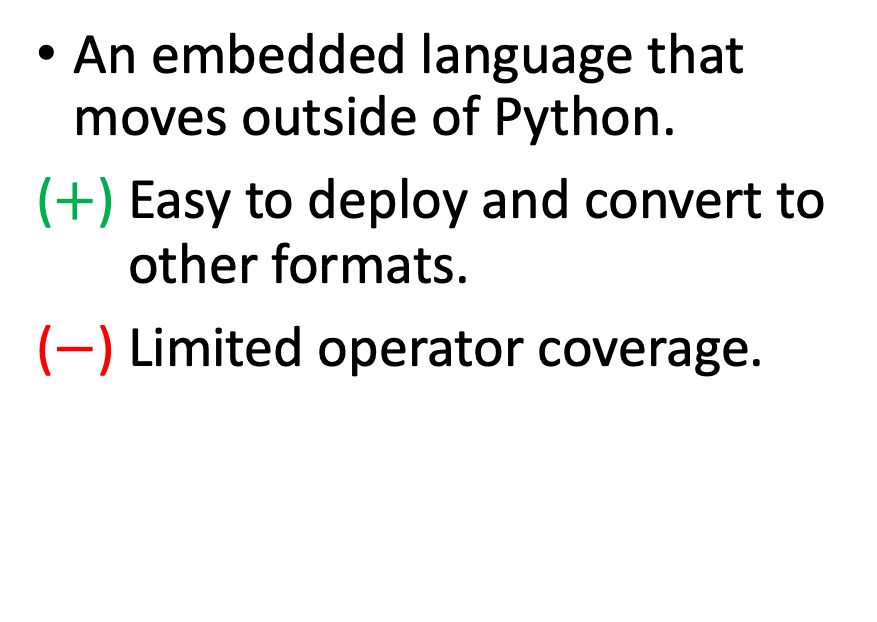 • An embedded language that
moves outside of Python.
(+) Easy to deploy and convert to
other formats.
(−) Limited operator coverage.